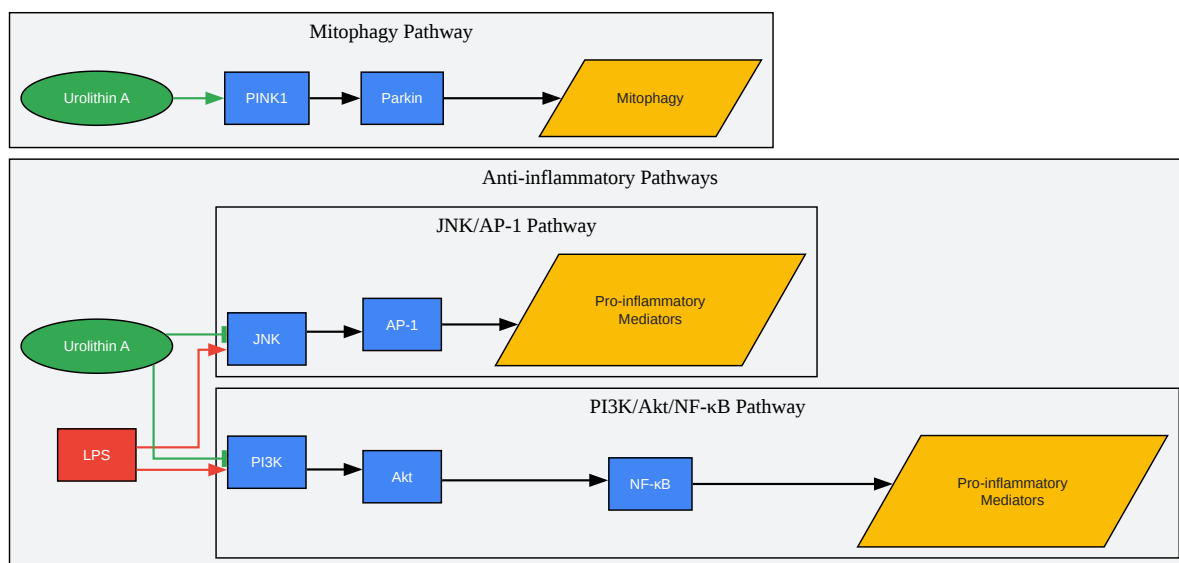 Mitophagy Pathway
Urolithin A
PINK1
Parkin
Mitophagy
Anti-inflammatory Pathways
JNK/AP-1 Pathway
Urolithin A
JNK
AP-1
Pro-inflammatory
Mediators
PI3K/Akt/NF-κB Pathway
LPS
PI3K
Akt
NF-κB
Pro-inflammatory
Mediators